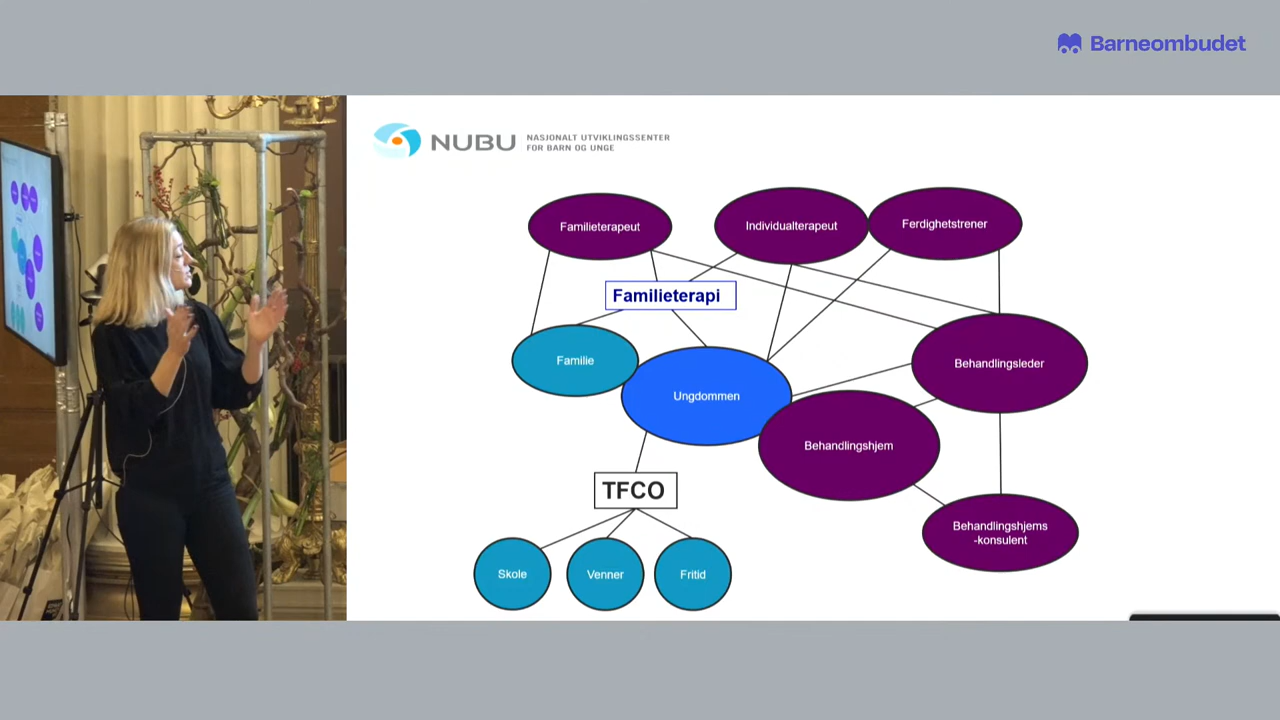 Barneombudet
NUBU
NASJONALT UTVIKLINGSSENTER
FOR BARN OG UNGE
Familieterapeut
Individualterapeut
Ferdighetstrener
Familieterapi
Familie
Ungdommen
Behandlingsleder
Behandlingshjem
TFCO
Behandlingshjems
-konsulent
Skole
Venner
Fritid